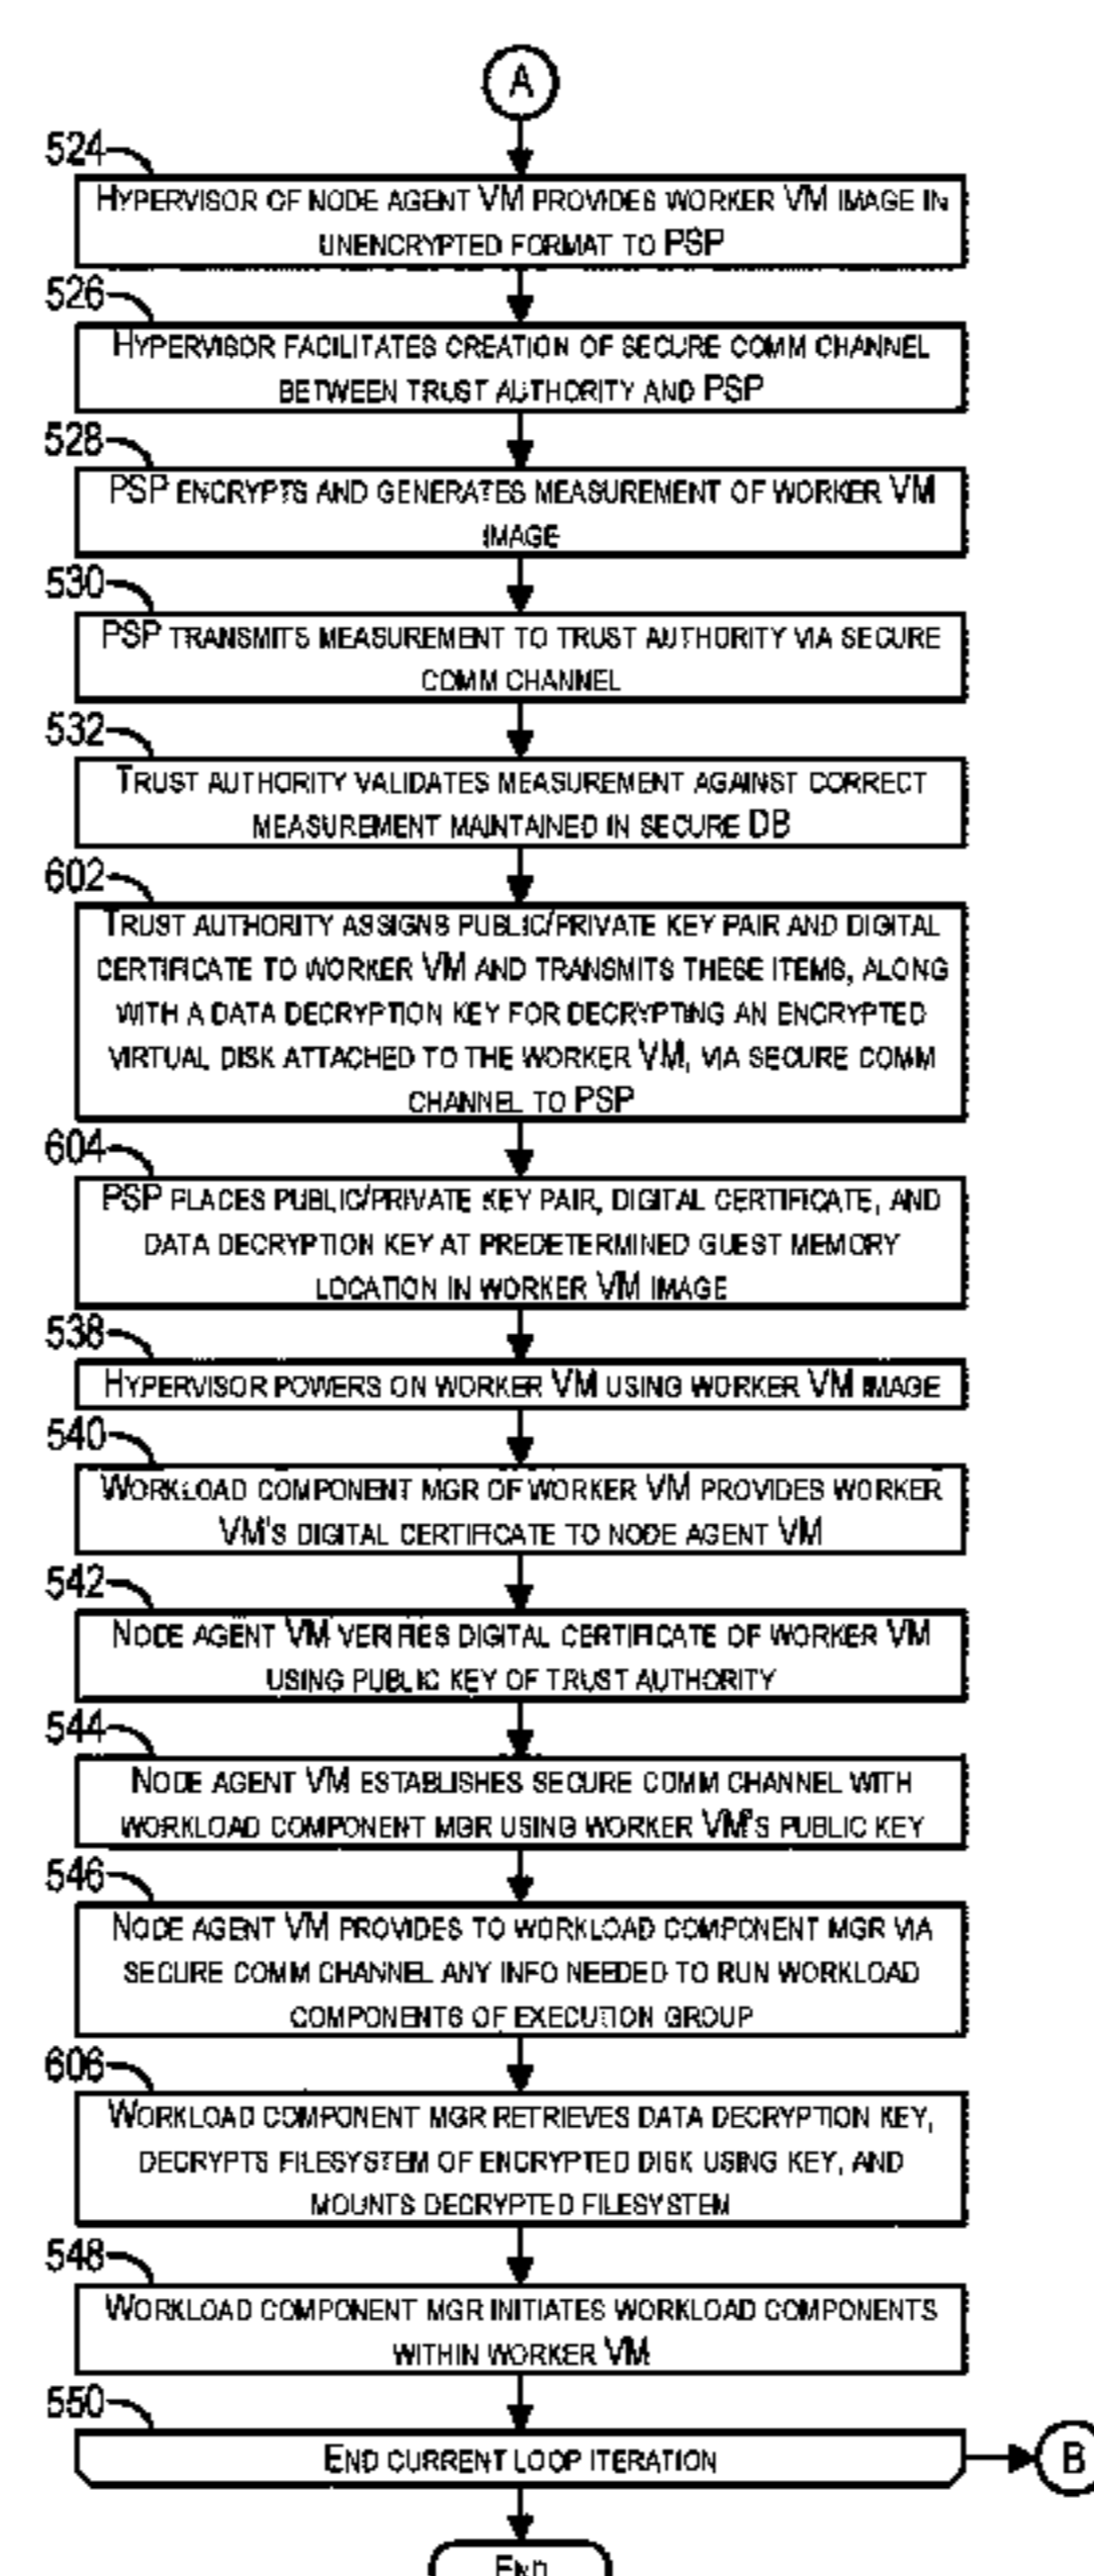 A
524
HYPERVISOR OF NODE AGENT VM PROVIDES WORKER VM IMAGE IN
UNENCRYPTED FORMAT TO PSP
526
HYPERVISOR FACILITATES CREATION OF SECURE COMM CHANNEL
BETWEEN TRUST AUTHORITY AND PSP
528
PSP ENCRYPTS AND GENERATES MEASUREMENT OF WORKER VM
IMAGE
530
PSP TRANSMITS MEASUREMENT TO TRUST AUTHORITY VIA SECURE
COMM CHANNEL
532
TRUST AUTHORITY VALIDATES MEASUREMENT AGAINST CORRECT
MEASUREMENT MAINTAINED IN SECURE DB
602
TRUST AUTHORITY ASSIGNS PUBLIC/PRIVATE KEY PAIR AND DIGITAL
CERTIFICATE TO WORKER VM AND TRANSMITS THESE ITEMS, ALONG
WITH A DATA DECRYPTION KEY FOR DECRYPTING AN ENCRYPTED
VIRTUAL DISK ATTACHED TO THE WORKER VM, VIA SECURE COMM
CHANNEL TO PSP
604
PSP PLACES PUBLIC/PRIVATE KEY PAIR, DIGITAL CERTIFICATE, AND
DATA DECRYPTION KEY AT PREDETERMINED GUEST MEMORY
LOCATION IN WORKER VM IMAGE
538
HYPERVISOR POWERS ON WORKER VM USING WORKER VM IMAGE
540
WORKLOAD COMPONENT MGR OF WORKER VM PROVIDES WORKER
VM'S DIGITAL CERTIFICATE TO NODE AGENT VM
542
NODE AGENT VM VERIFIES DIGITAL CERTIFICATE OF WORKER VM
USING PUBLIC KEY OF TRUST AUTHORITY
544
NODE AGENT VM ESTABLISHES SECURE COMM CHANNEL WITH
WORKLOAD COMPONENT MGR USING WORKER VM'S PUBLIC KEY
546
NODE AGENT VM PROVIDES TO WORKLOAD COMPONENT MGR VIA
SECURE COMM CHANNEL ANY INFO NEEDED TO RUN WORKLOAD
COMPONENTS OF EXECUTION GROUP
606
WORKLOAD COMPONENT MGR RETRIEVES DATA DECRYPTION KEY,
DECRYPTS FILESYSTEM OF ENCRYPTED DISK USING KEY, AND
MOUNTS DECRYPTED FILESYSTEM
548
WORKLOAD COMPONENT MGR INITIATES WORKLOAD COMPONENTS
WITHIN WORKER VM
550
END CURRENT LOOP ITERATION
B
END